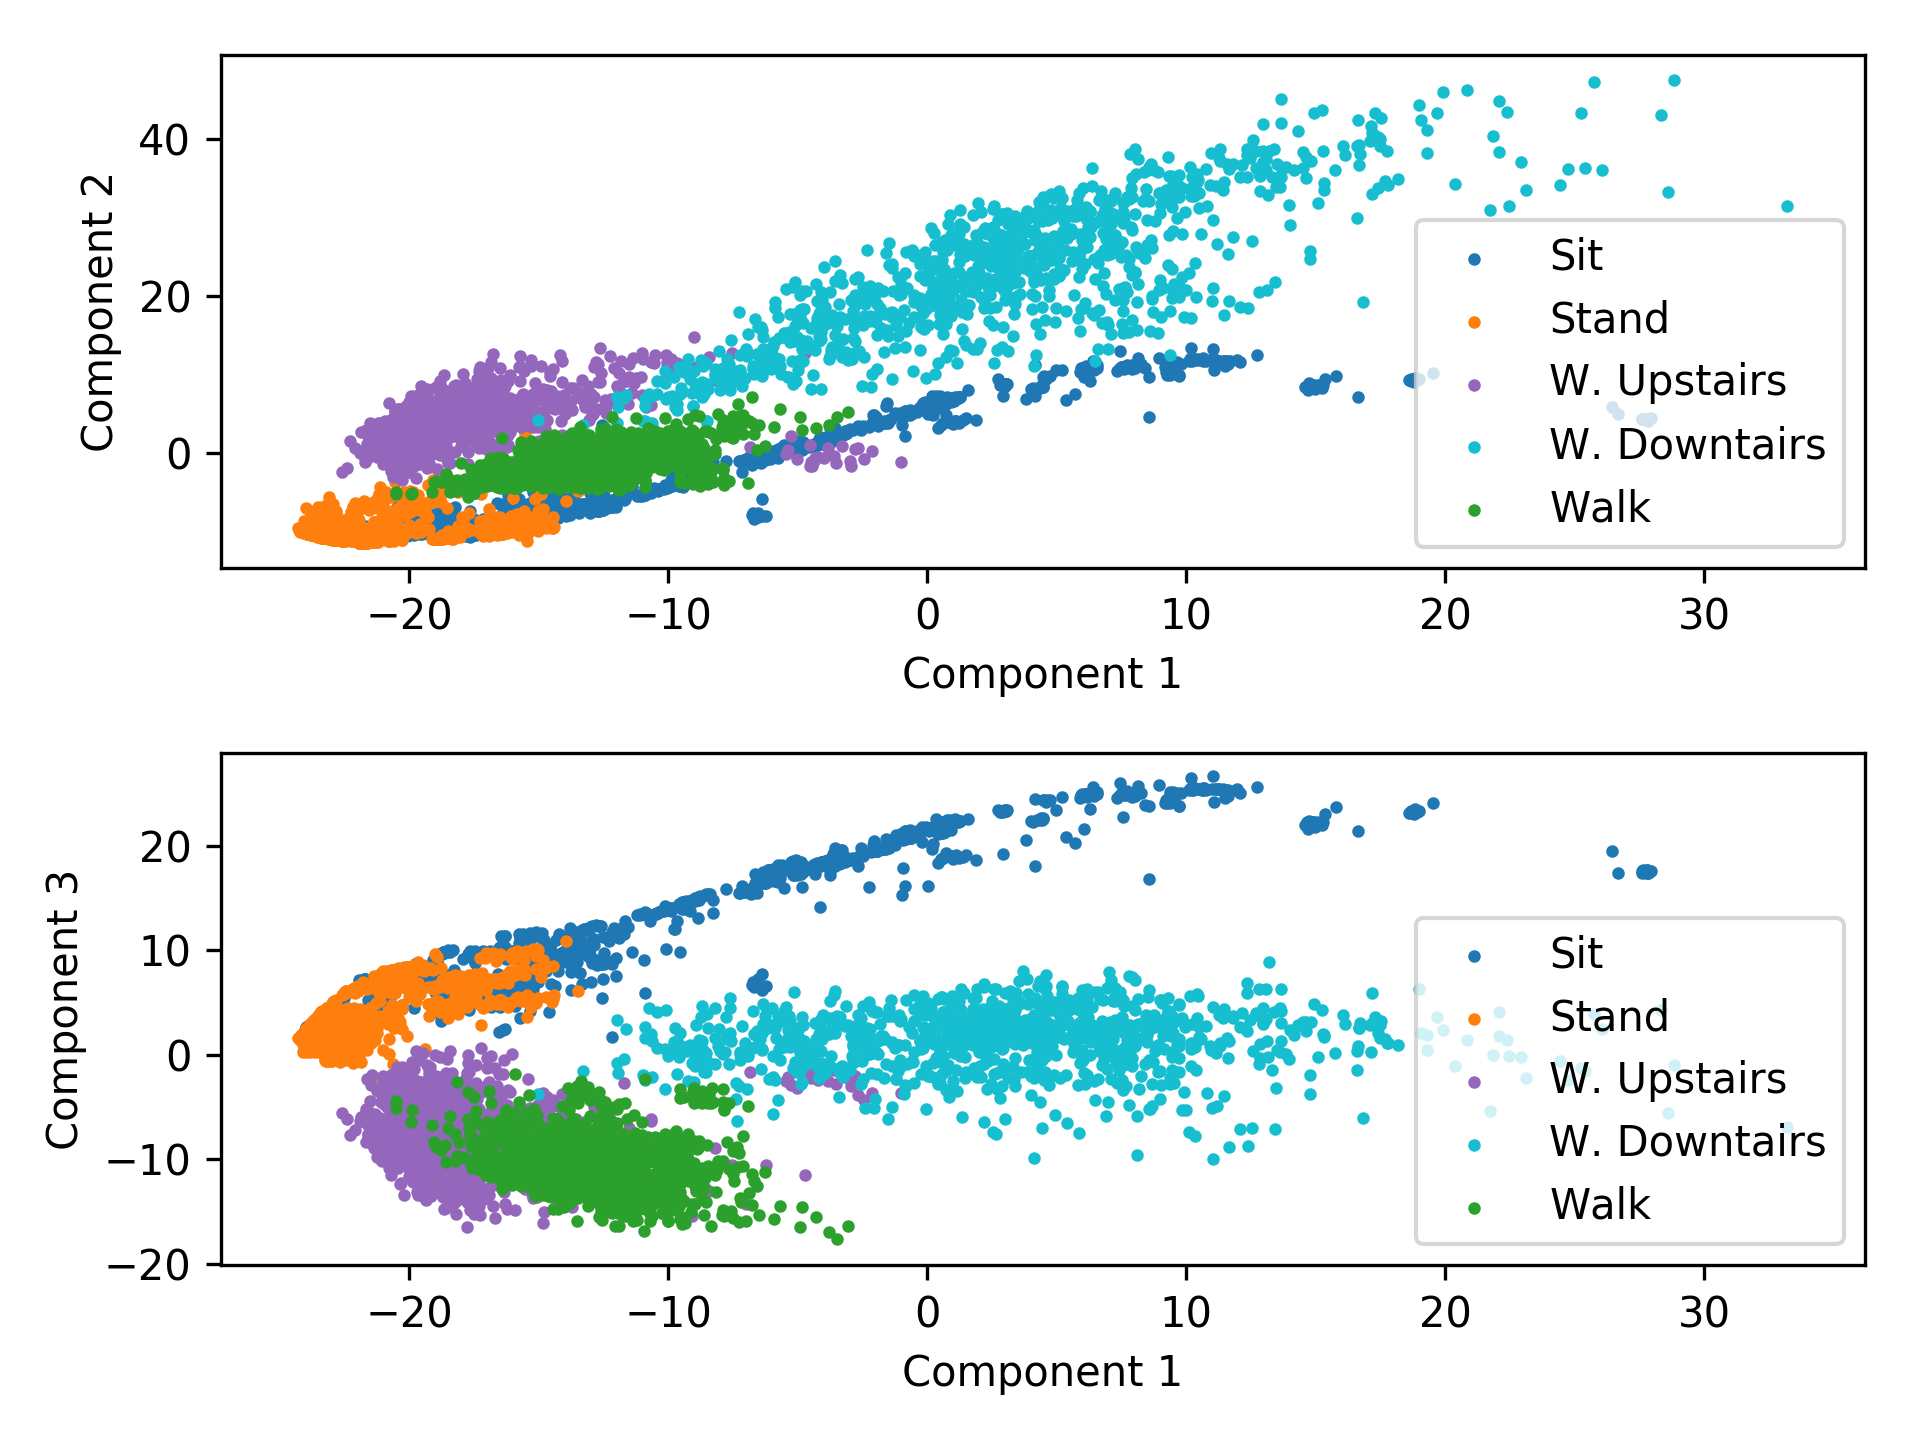 40
20
0
Component 2
−20 −10 0 10 20 30
Component 1
Sit
Stand
W. Upstairs
W. Downtairs
Walk
20
10
0
−10
−20
Component 3
−20 −10 0 10 20 30
Component 1
Sit
Stand
W. Upstairs
W. Downtairs
Walk